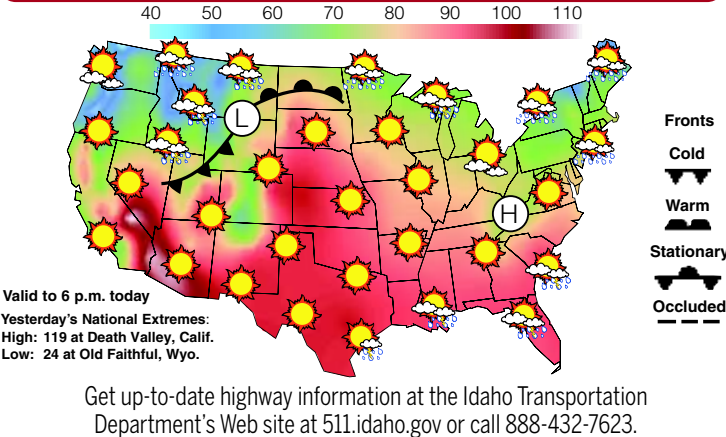 40 50 60 70 80 90 100 110
L
H
Fronts
Cold
Warm
Stationary
Occluded
Valid to 6 p.m. today
Yesterday's National Extremes:
High: 119 at Death Valley, Calif.
Low: 24 at Old Faithful, Wyo.
Get up-to-date highway information at the Idaho Transportation
Department's Web site at 511.idaho.gov or call 888-432-7623.